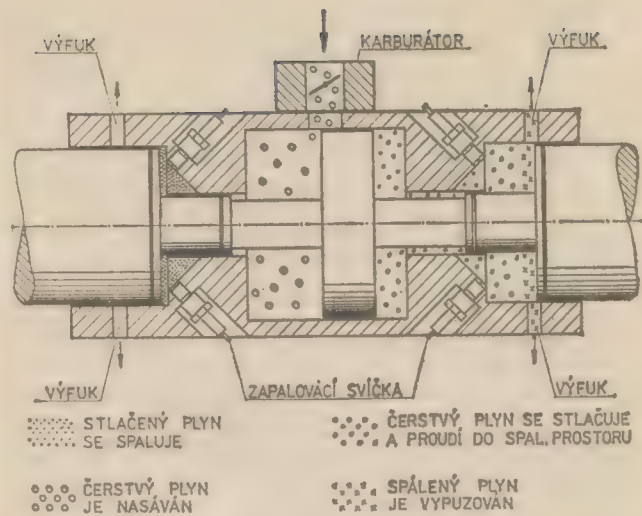 VÝFUK
KARBURÁTOR
VÝFUK
VÝFUK
ZAPALOVACÍ SVÍČKA
VÝFUK
STLAČENÝ PLYN
SE SPALUJE
ČERSTVÝ PLYN SE STLAČUJE
A PROUDÍ DO SPAL. PROSTORU
ČERSTVÝ PLYN
JE NASÁVÁN
SPÁLENÝ PLYN
JE VYPUZOVÁN